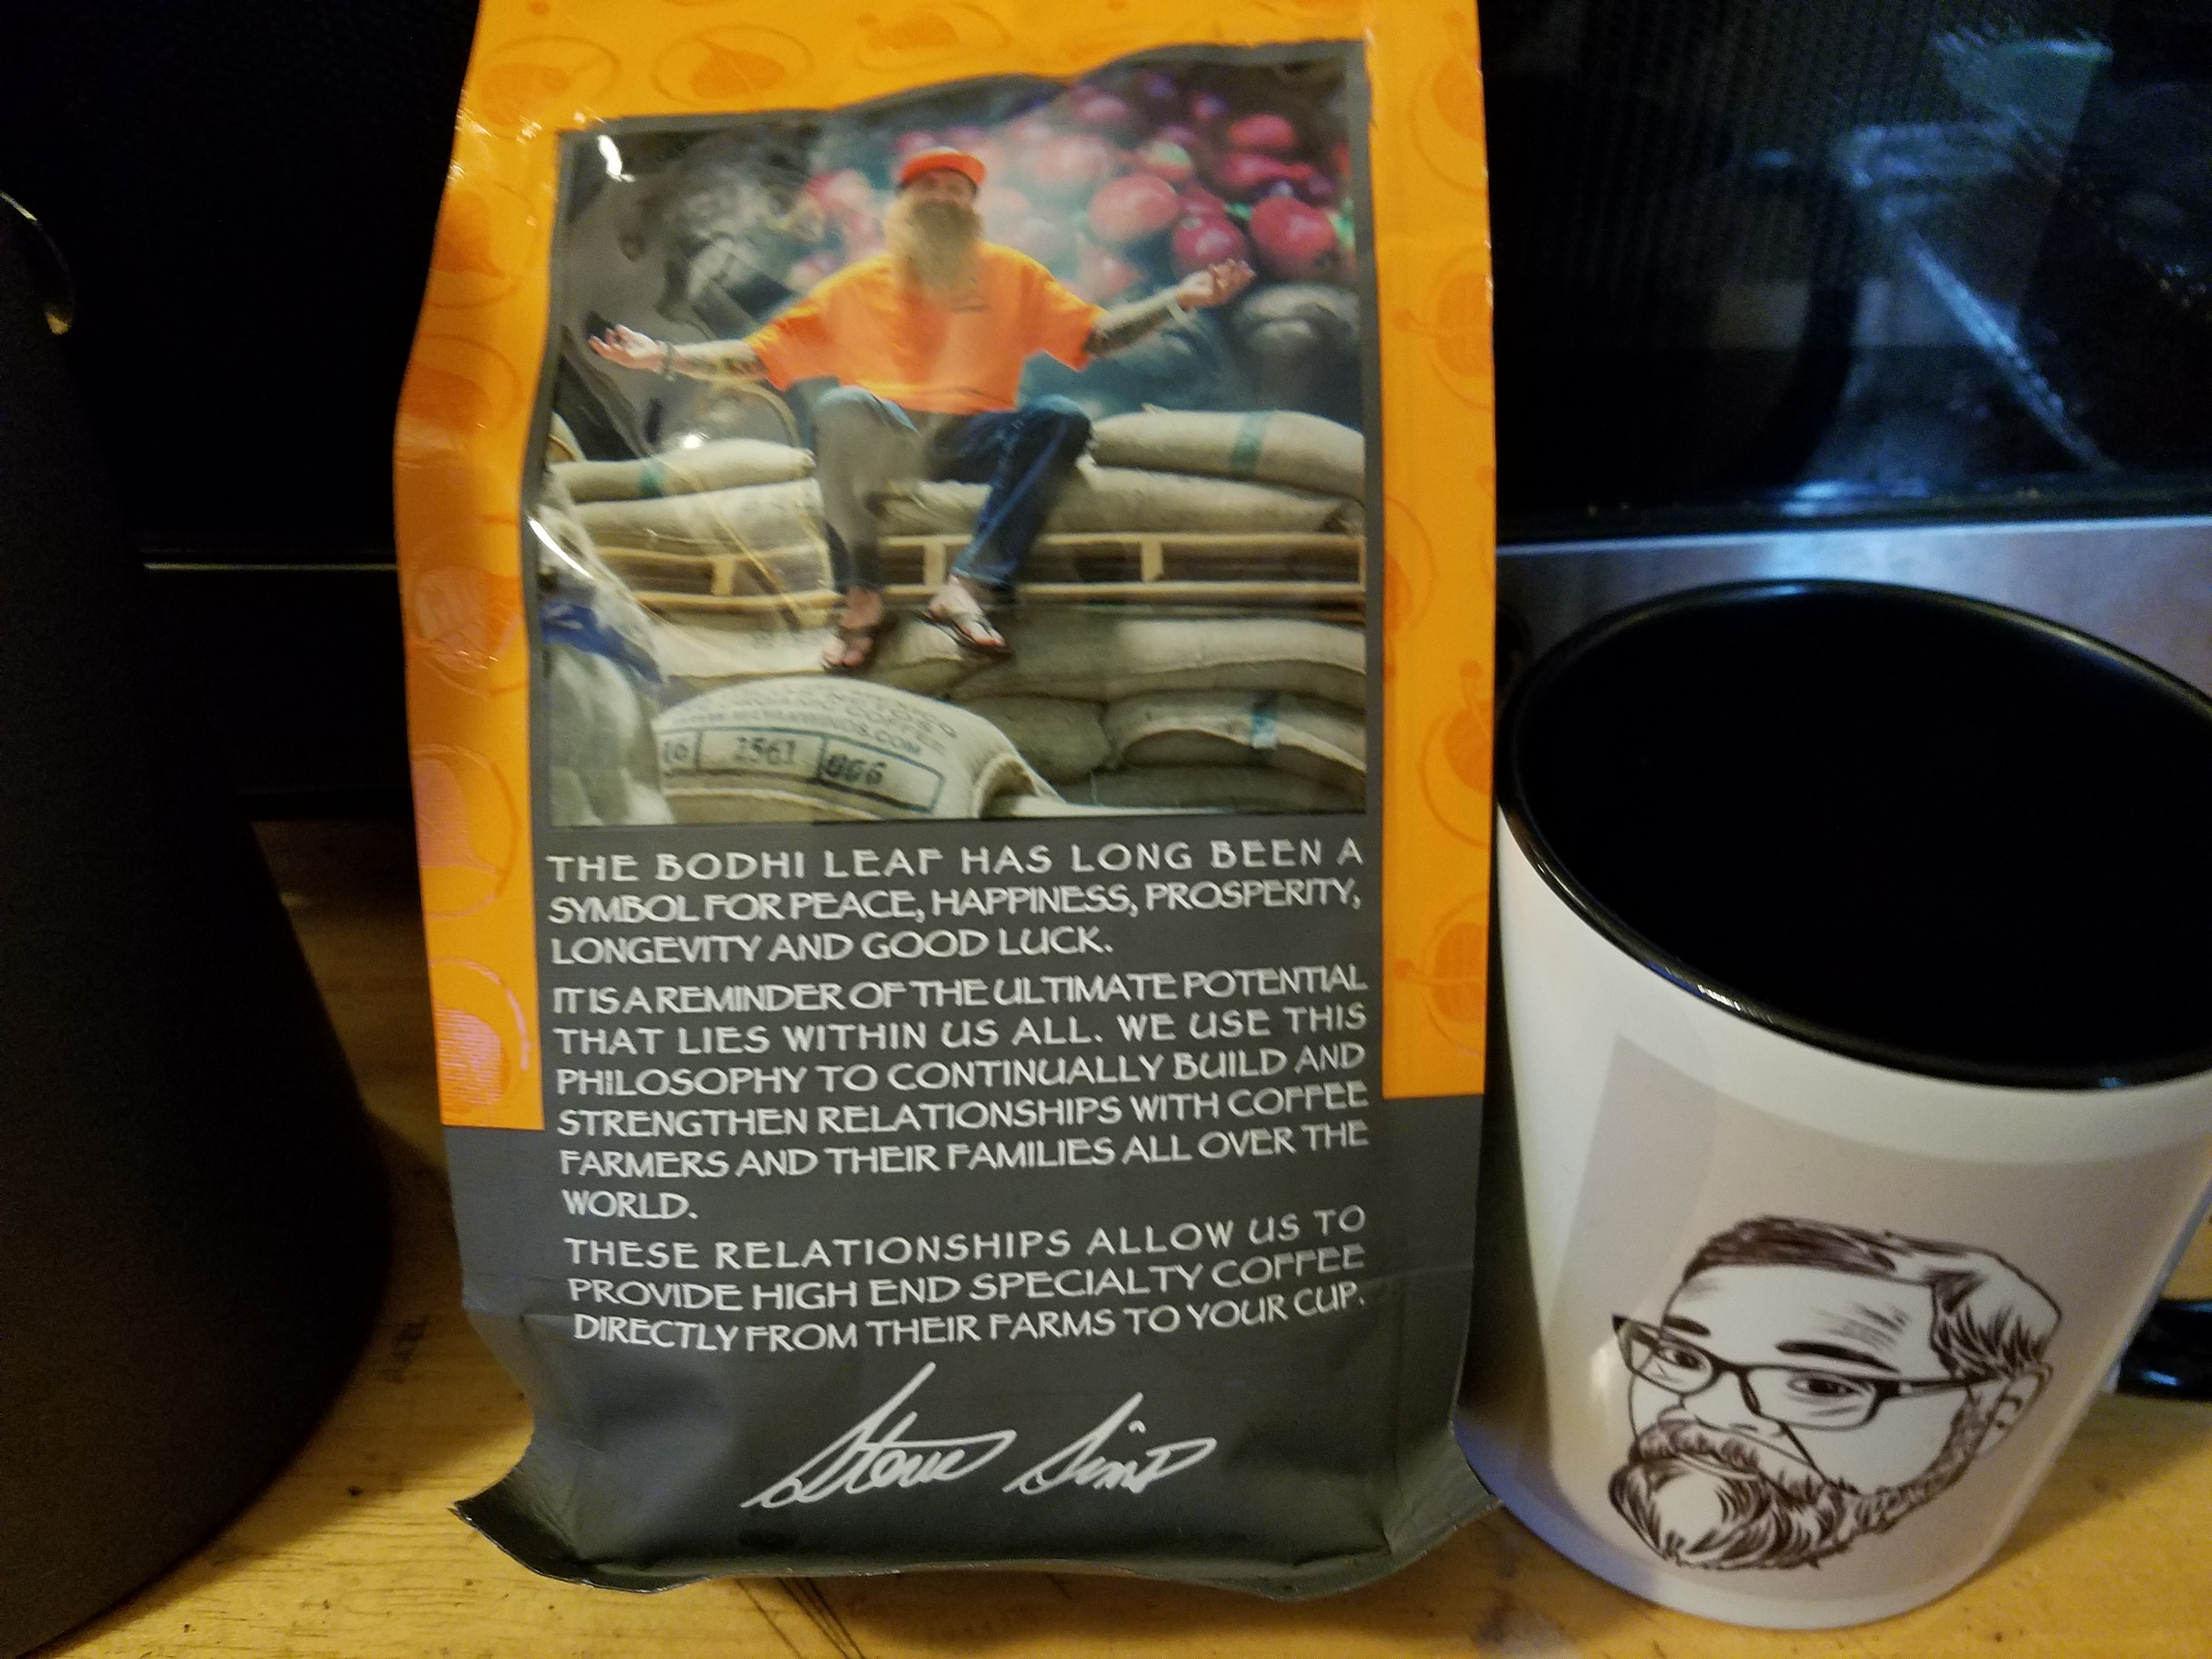 2561
066
THE BODHI LEAF HAS LONG BEEN A
SYMBOL FOR PEACE, HAPPINESS, PROSPERITY,
LONGEVITY AND GOOD LUCK.
IT IS A REMINDER OF THE ULTIMATE POTENTIAL
THAT LIES WITHIN US ALL. WE USE THIS
PHILOSOPHY TO CONTINUALLY BUILD AND
STRENGTHEN RELATIONSHIPS WITH COFFEE
FARMERS AND THEIR FAMILIES ALL OVER THE
WORLD.
THESE RELATIONSHIPS ALLOW US TO
PROVIDE HIGH END SPECIALTY COFFEE
DIRECTLY FROM THEIR FARMS TO YOUR CUP.
Steve